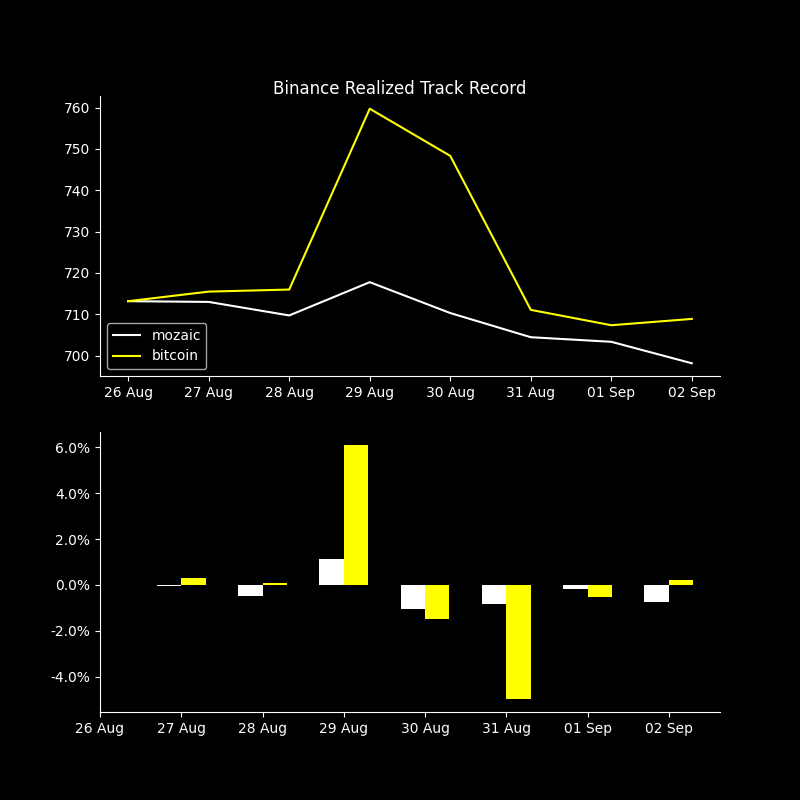 Binance Realized Track Record
760
750
740
730
720
710
700
mozaic
bitcoin
26 Aug 27 Aug 28 Aug 29 Aug 30 Aug 31 Aug 01 Sep 02 Sep
6.0%
4.0%
2.0%
0.0%
-2.0%
-4.0%
26 Aug 27 Aug 28 Aug 29 Aug 30 Aug 31 Aug 01 Sep 02 Sep